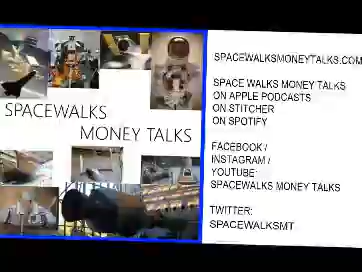 SPACEWALKS
MONEY TALKS
SPACEWALKSMONEYTALKS.COM
SPACE WALKS MONEY TALKS
ON APPLE PODCASTS
ON STITCHER
ON SPOTIFY
FACEBOOK /
INSTAGRAM /
YOUTUBE:
SPACEWALKS MONEY TALKS
TWITTER:
SPACEWALKSMT